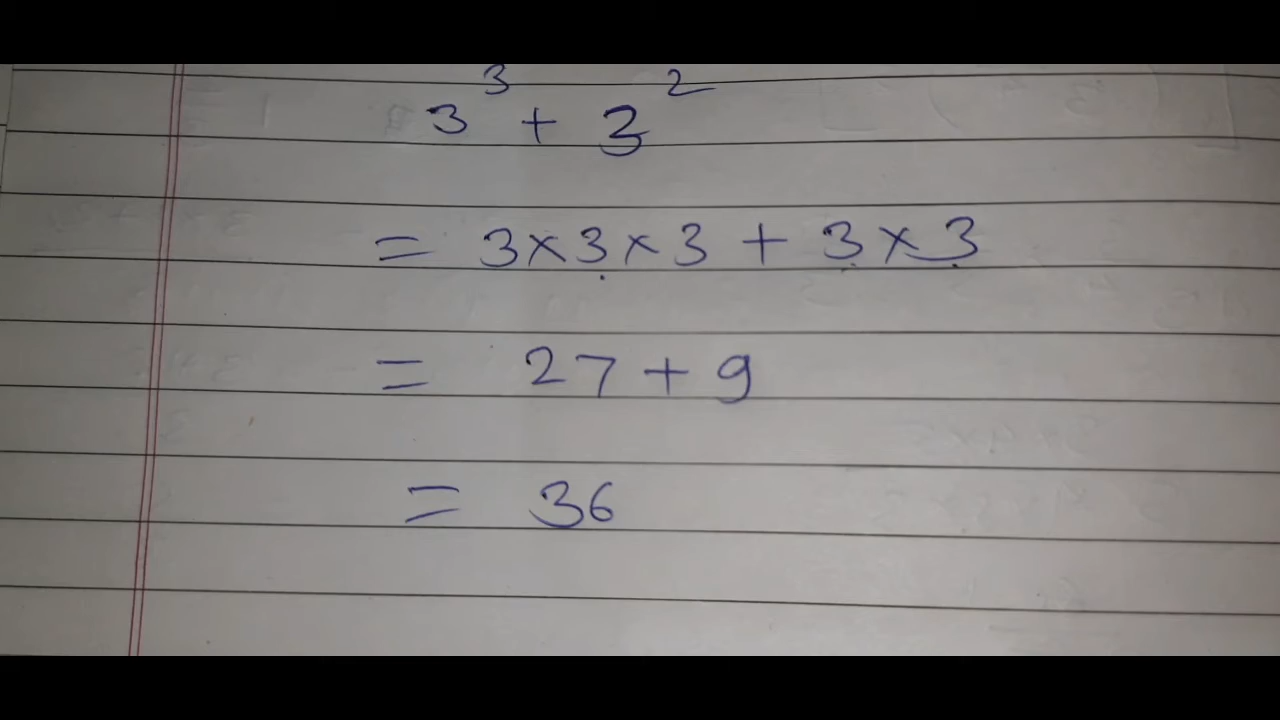 3³ + 3²
= 3×3×3 + 3×3
= 27+9
= 36